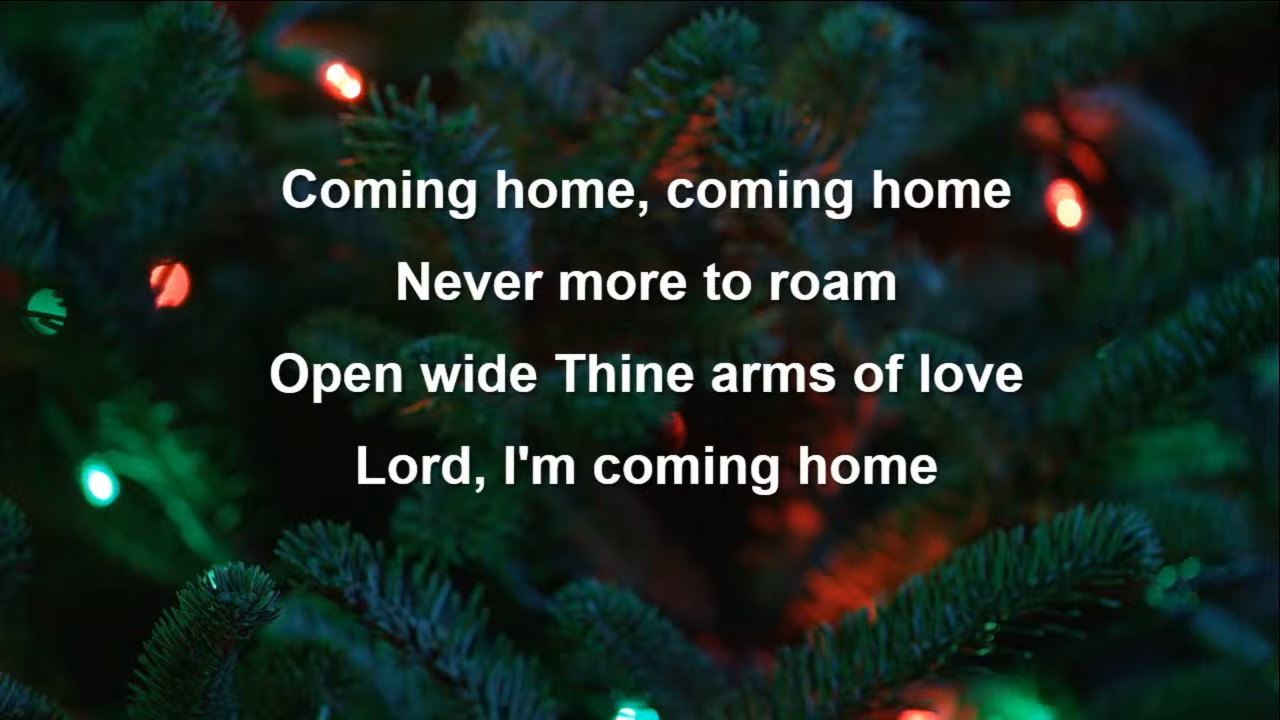 Coming home, coming home
Never more to roam
Open wide Thine arms of love
Lord, I'm coming home